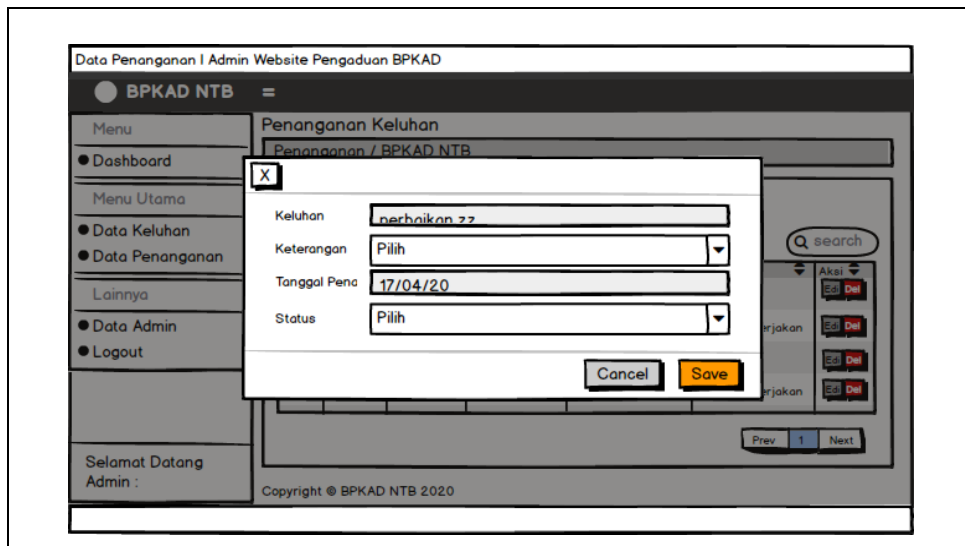 Data Penanganan I Admin Website Pengaduan BPKAD
BPKAD NTB =
Menu
Dashboard
Menu Utama
Data Keluhan
Data Penanganan
Lainnya
Data Admin
Logout
Selamat Datang
Admin :
Penanganan Keluhan
Penanganan / BPKAD NTB
X
Keluhan perbaikan zz
Keterangan Pilih
Tanggal Pena 17/04/20
Status Pilih
Cancel Save
search
Aksi
Edi Del
erjakan Edi Del
Edi Del
erjakan Edi Del
Prev 1 Next
Copyright © BPKAD NTB 2020